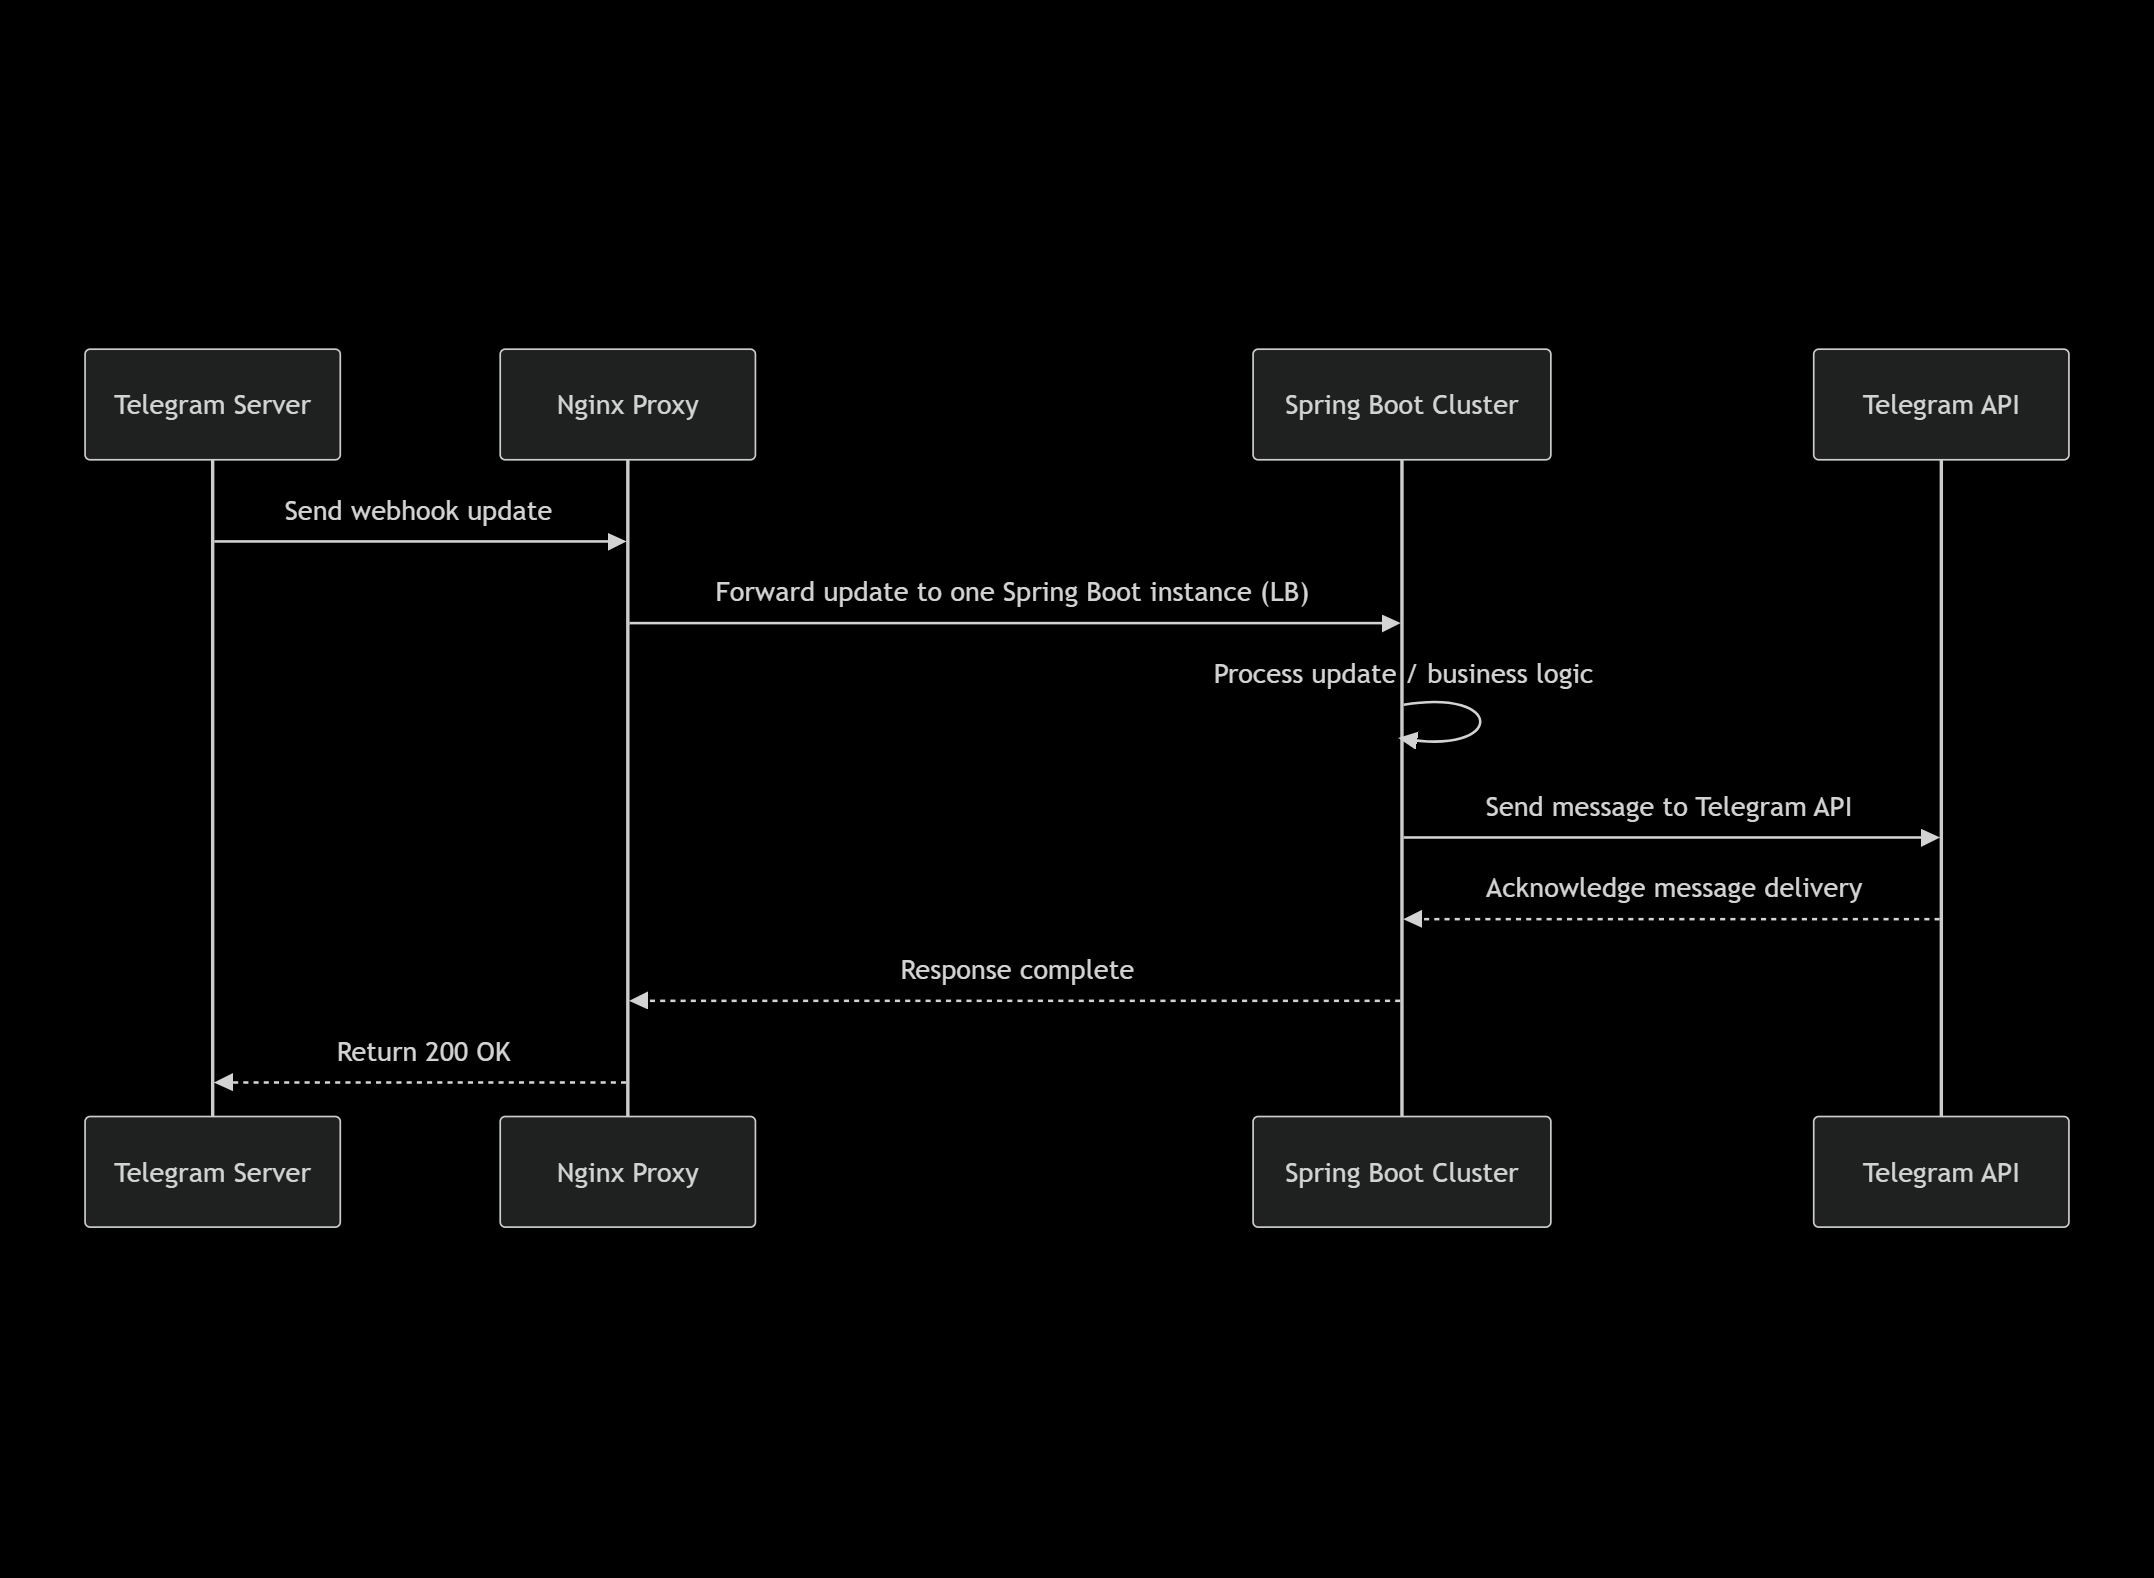 Telegram Server
Nginx Proxy
Spring Boot Cluster
Telegram API
Send webhook update
Forward update to one Spring Boot instance (LB)
Process update / business logic
Send message to Telegram API
Acknowledge message delivery
Response complete
Return 200 OK
Telegram Server
Nginx Proxy
Spring Boot Cluster
Telegram API